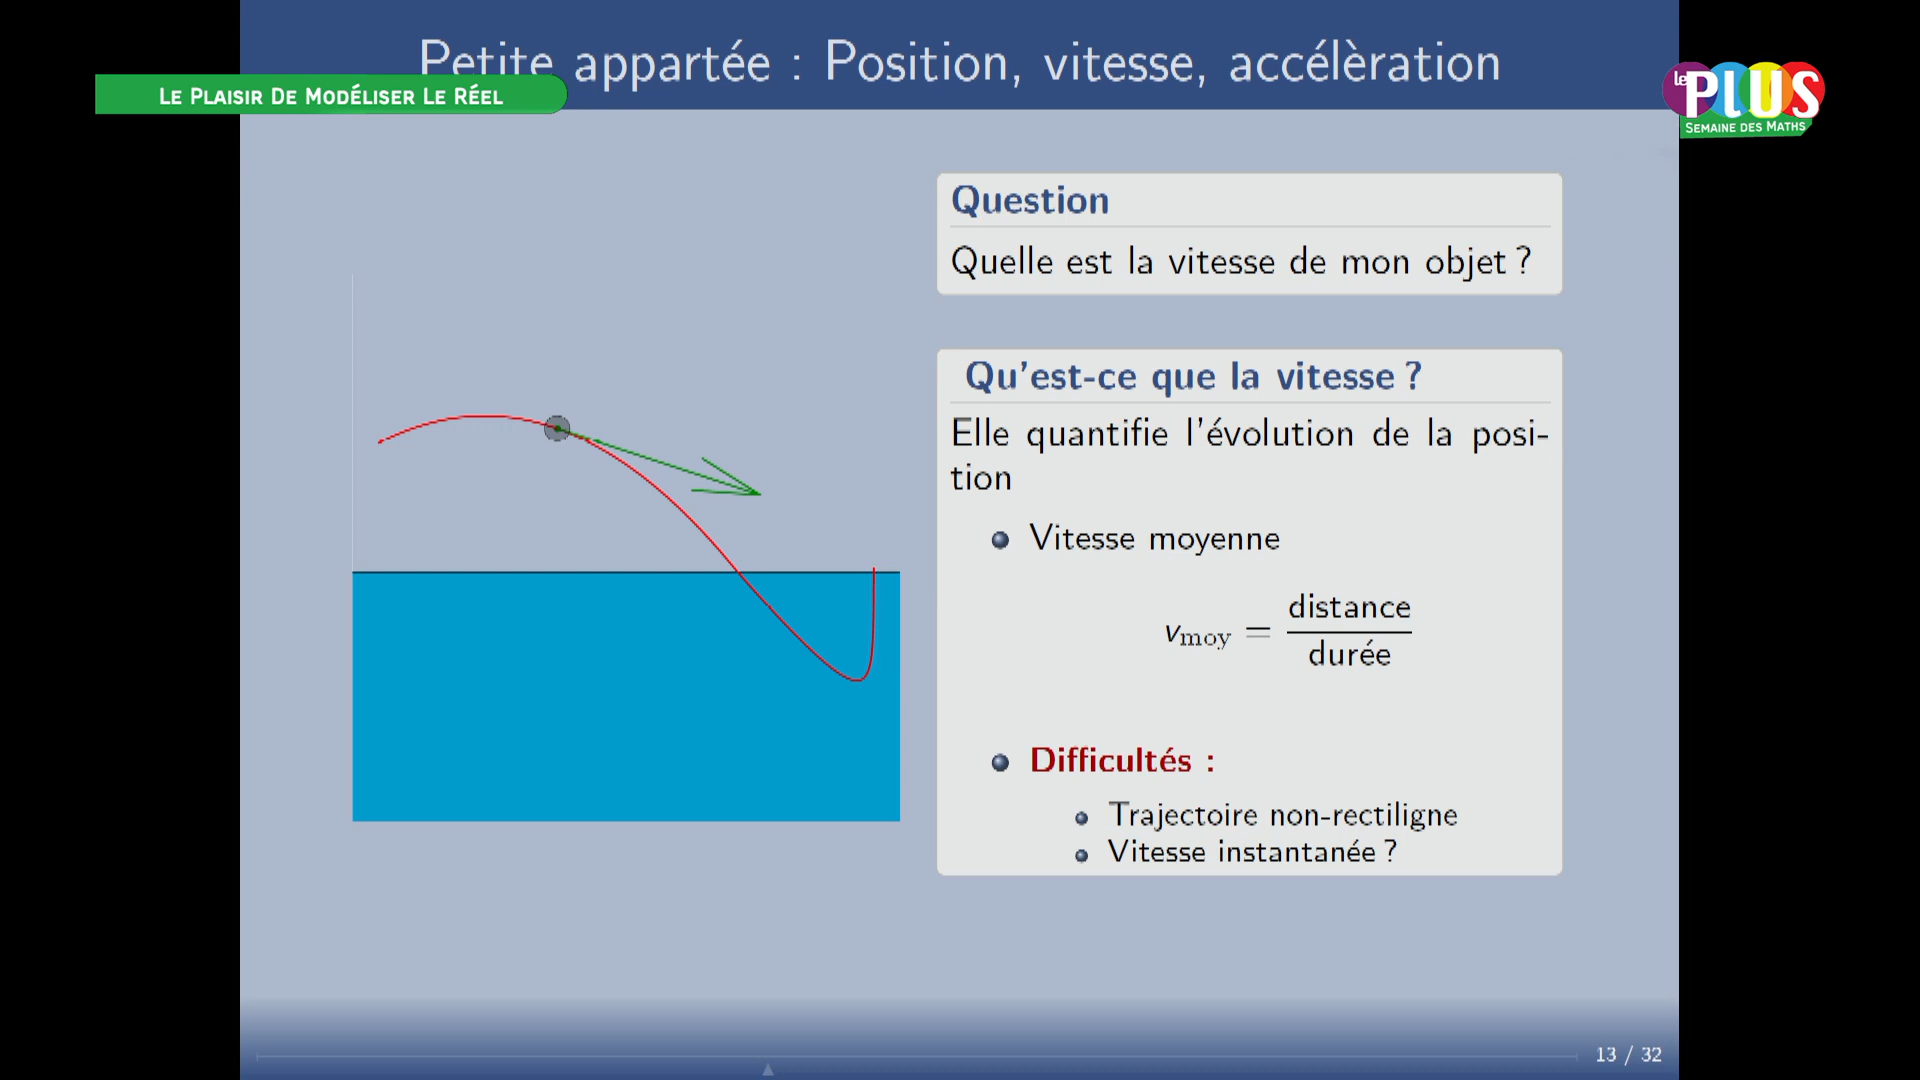 Petite appartée : Position, vitesse, accélèration
Le Plaisir De Modéliser Le Réel
le PLUS
Semaine des Maths
Question
Quelle est la vitesse de mon objet ?
Qu'est-ce que la vitesse ?
Elle quantifie l'évolution de la posi-
tion
Vitesse moyenne
v_moy = distance / durée
Difficultés :
Trajectoire non-rectiligne
Vitesse instantanée ?
13 / 32